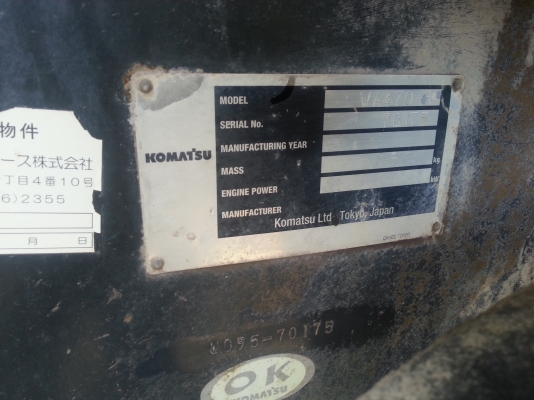 物件
ース株式会社
丁目4番10号
6)2355
月 日
MODEL
SERIAL No.
MANUFACTURING YEAR
MASS
kg
ENGINE POWER
kW
MANUFACTURER
KOMATSU
Komatsu Ltd Tokyo, Japan
70175
OK
KOMATSU